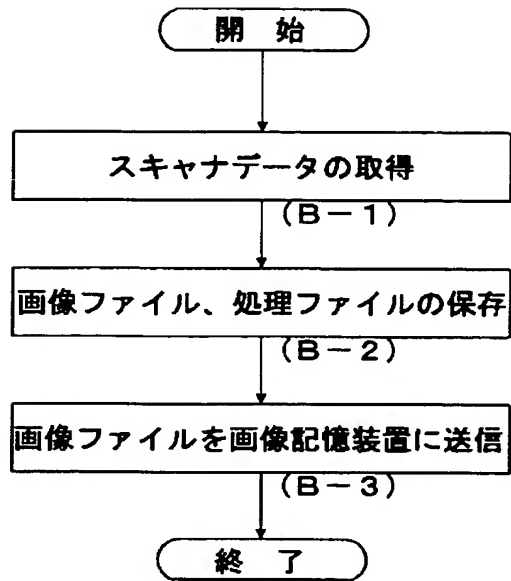 開 始
スキャナデータの取得
(B-1)
画像ファイル、処理ファイルの保存
(B-2)
画像ファイルを画像記憶装置に送信
(B-3)
終 了